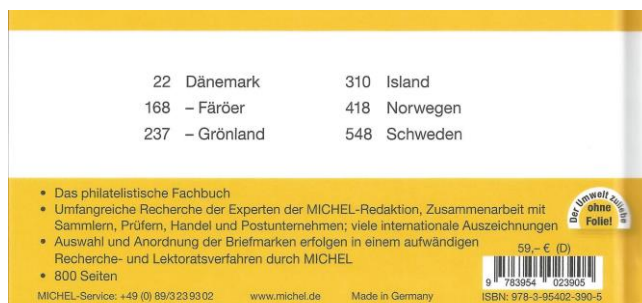 22 Dänemark
168 – Färöer
237 – Grönland
310 Island
418 Norwegen
548 Schweden
• Das philatelistische Fachbuch
• Umfangreiche Recherche der Experten der MICHEL-Redaktion, Zusammenarbeit mit
Sammlern, Prüfern, Handel und Postunternehmen; viele internationale Auszeichnungen
• Auswahl und Anordnung der Briefmarken erfolgen in einem aufwändigen
Recherche- und Lektoratsverfahren durch MICHEL
• 800 Seiten
Der Umwelt zuliebe
ohne
Folie!
59,– € (D)
9 783954 023905
MICHEL-Service: +49 (0) 89/3 23 93 02 www.michel.de Made in Germany ISBN: 978-3-95402-390-5